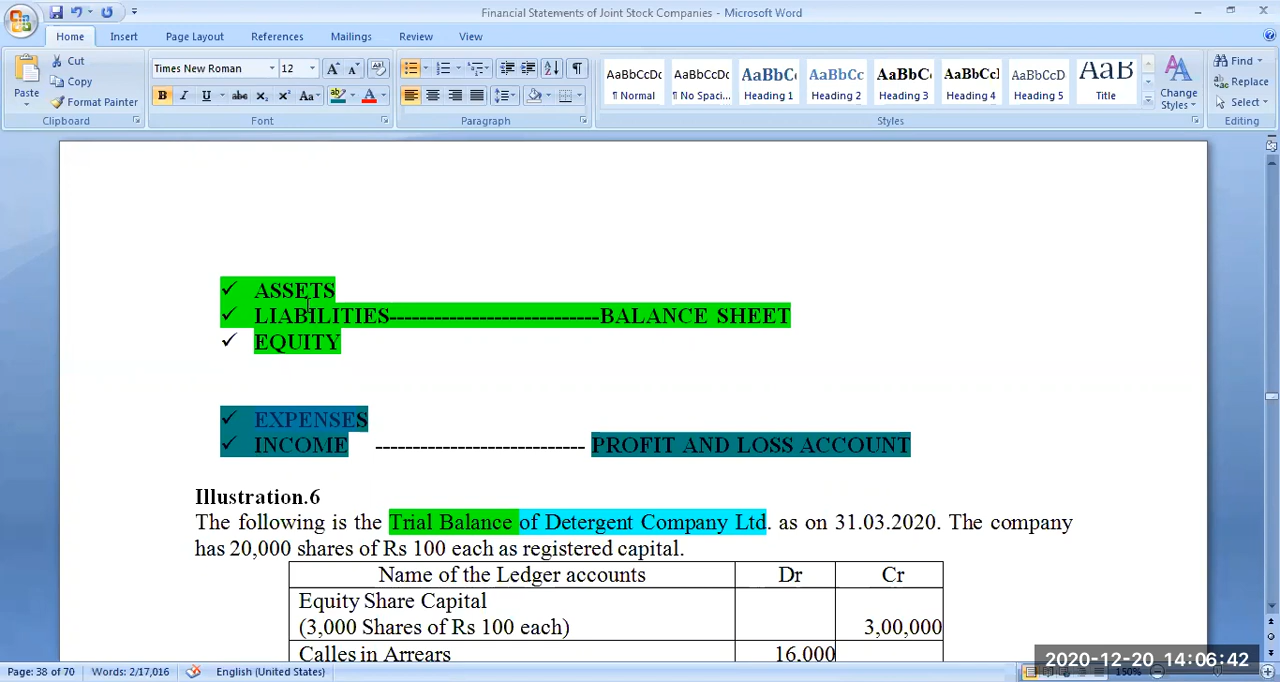 Financial Statements of Joint Stock Companies - Microsoft Word
Home Insert Page Layout References Mailings Review View
Paste Cut Copy Format Painter Clipboard
Times New Roman 12 Font
Paragraph
AaBbCcDc AaBbCcDc AaBbC AaBbCc AaBbC AaBbCcI AaBbCcD AaB
¶ Normal ¶ No Spaci... Heading 1 Heading 2 Heading 3 Heading 4 Heading 5 Title
Change Styles Styles
Find Replace Select Editing
✓ ASSETS
✓ LIABILITIES----------------------------BALANCE SHEET
✓ EQUITY
✓ EXPENSES
✓ INCOME ---------------------------- PROFIT AND LOSS ACCOUNT
Illustration.6
The following is the Trial Balance of Detergent Company Ltd. as on 31.03.2020. The company
has 20,000 shares of Rs 100 each as registered capital.
Name of the Ledger accounts Dr Cr
Equity Share Capital
(3,000 Shares of Rs 100 each) 3,00,000
Calles in Arrears 16,000
2020-12-20 14:06:42
Page: 38 of 70 Words: 2/17,016 English (United States) 150%